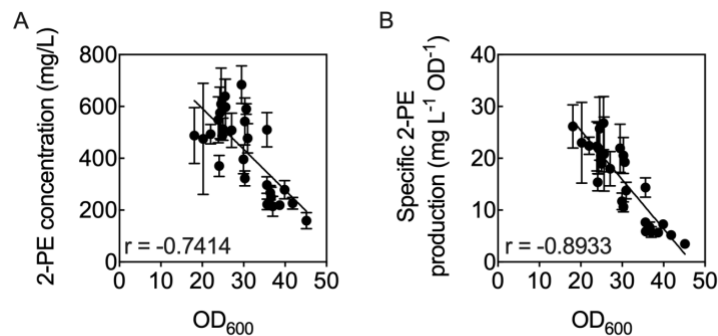 A
2-PE concentration (mg/L)
800
600
400
200
0
r = -0.7414
0 10 20 30 40 50
OD600
B
Specific 2-PE
production (mg L-1 OD-1)
40
30
20
10
0
r = -0.8933
0 10 20 30 40 50
OD600